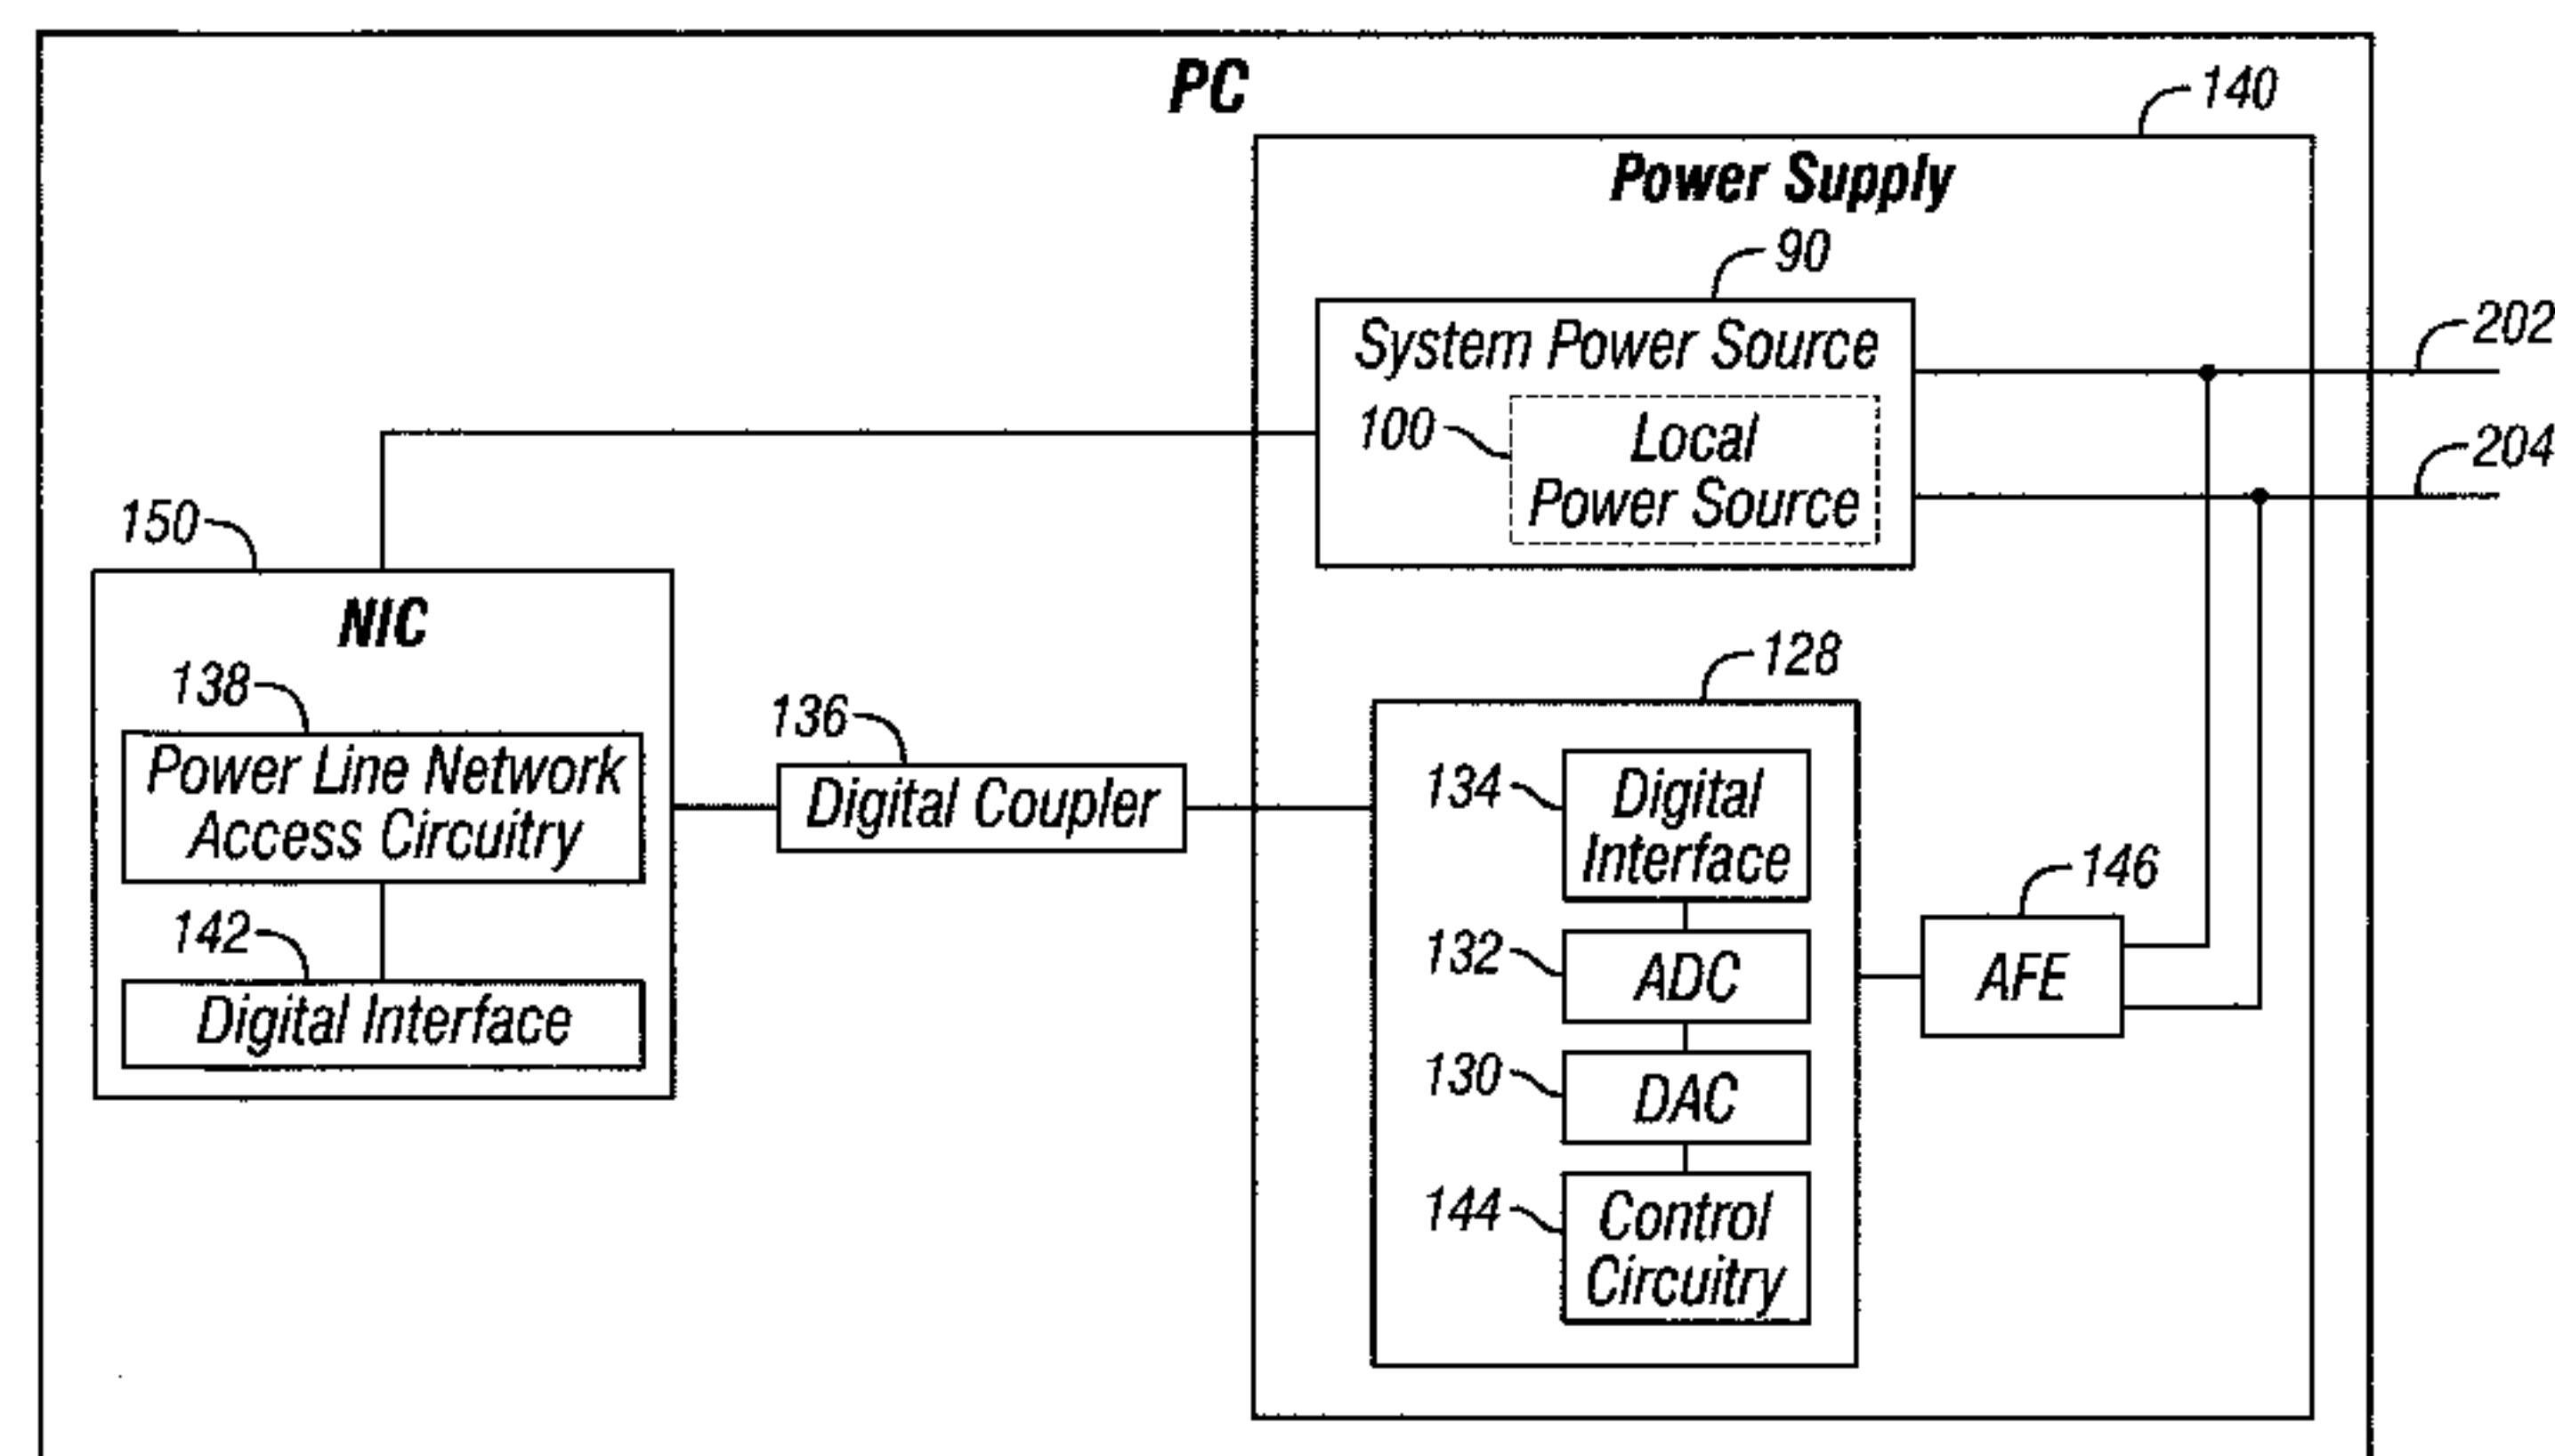 PC
140
Power Supply
90
System Power Source
202
100
Local
Power Source
204
150
NIC
138
Power Line Network
Access Circuitry
142
Digital Interface
136
Digital Coupler
128
134
Digital
Interface
132
ADC
130
DAC
144
Control
Circuitry
146
AFE